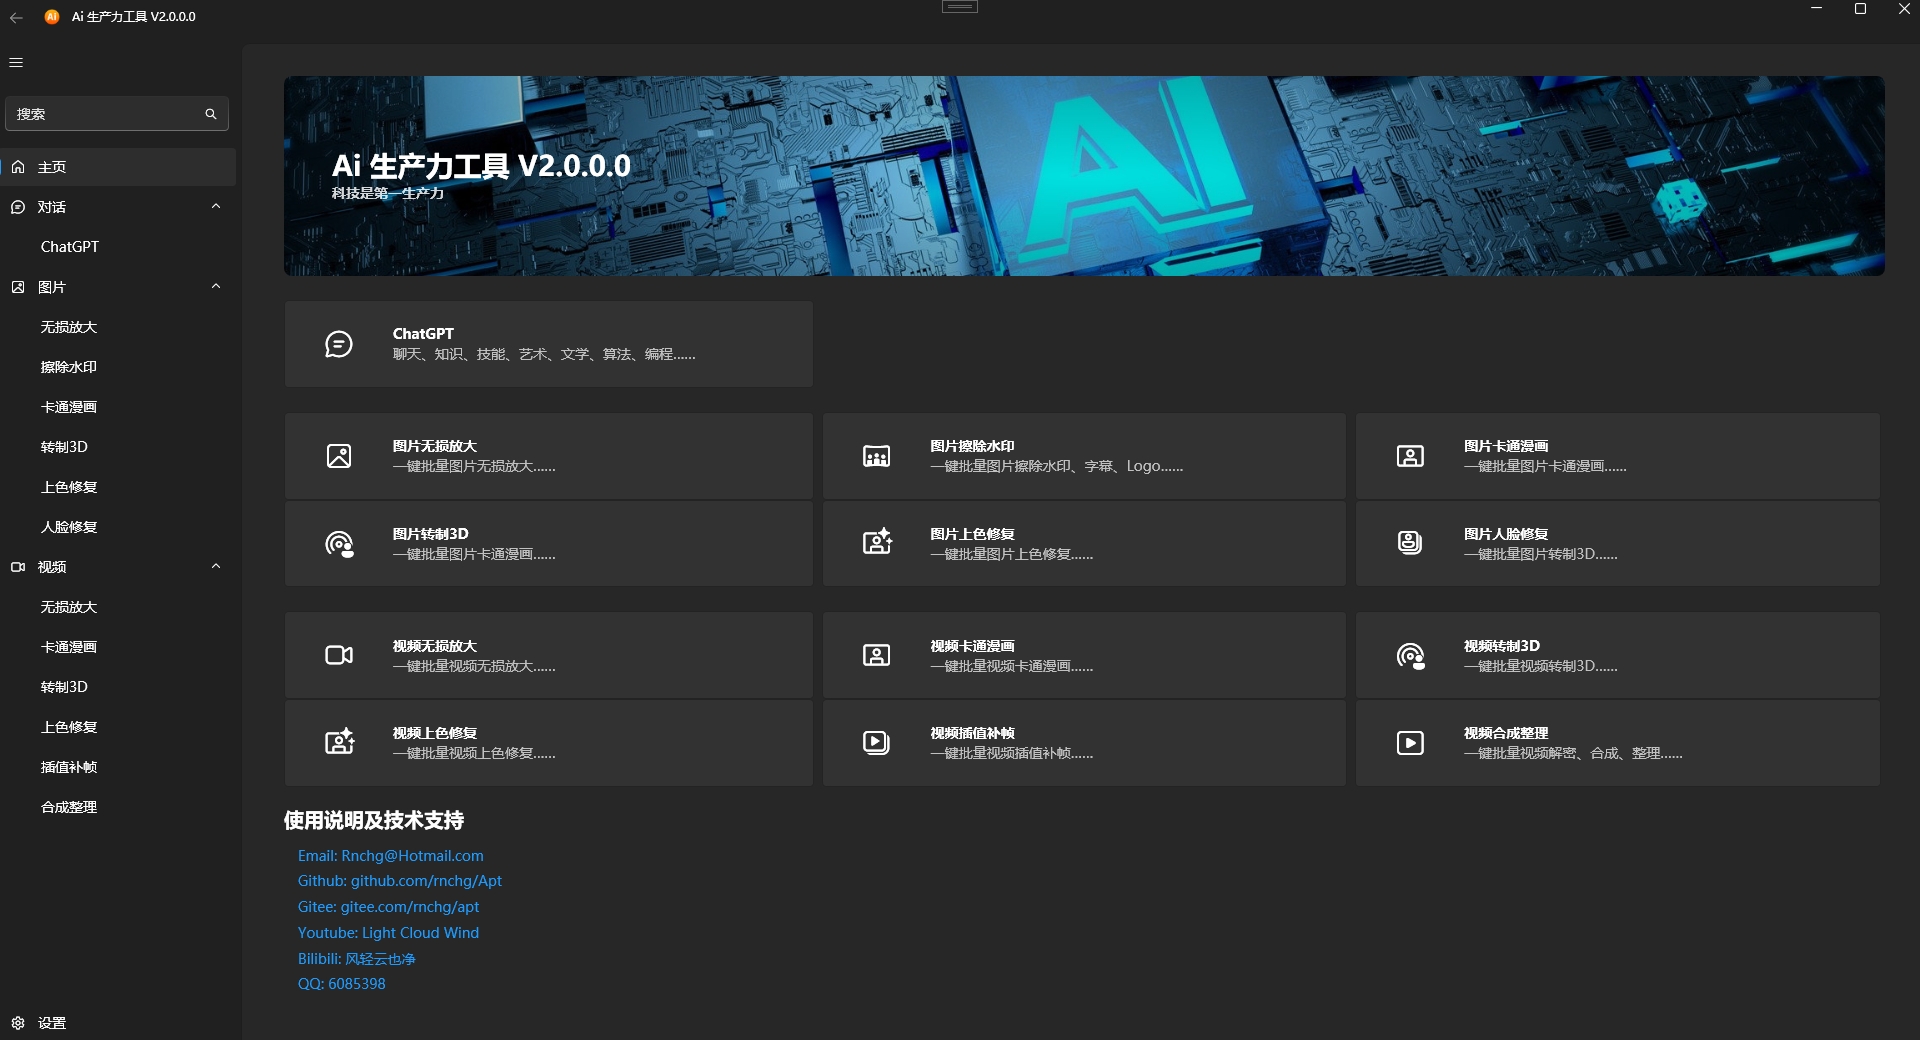 Ai 生产力工具 V2.0.0.0
搜索
主页
对话
ChatGPT
图片
无损放大
擦除水印
卡通漫画
转制3D
上色修复
人脸修复
视频
无损放大
卡通漫画
转制3D
上色修复
插值补帧
合成整理
设置
Ai 生产力工具 V2.0.0.0
科技是第一生产力
AI
ChatGPT
聊天、知识、技能、艺术、文学、算法、编程......
图片无损放大
一键批量图片无损放大......
图片擦除水印
一键批量图片擦除水印、字幕、Logo......
图片卡通漫画
一键批量图片卡通漫画......
图片转制3D
一键批量图片卡通漫画......
图片上色修复
一键批量图片上色修复......
图片人脸修复
一键批量图片转制3D......
视频无损放大
一键批量视频无损放大......
视频卡通漫画
一键批量视频卡通漫画......
视频转制3D
一键批量视频转制3D......
视频上色修复
一键批量视频上色修复......
视频插值补帧
一键批量视频插值补帧......
视频合成整理
一键批量视频解密、合成、整理......
使用说明及技术支持
Email: Rnchg@Hotmail.com
Github: github.com/rnchg/Apt
Gitee: gitee.com/rnchg/apt
Youtube: Light Cloud Wind
Bilibili: 风轻云也净
QQ: 6085398